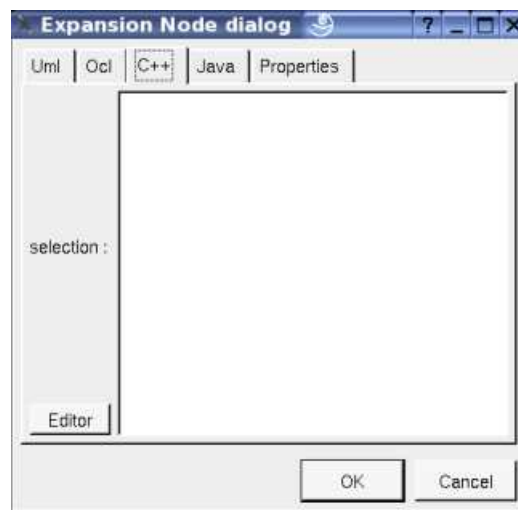 Expansion Node dialog ? _
Uml Ocl C++ Java Properties
selection :
Editor
OK Cancel